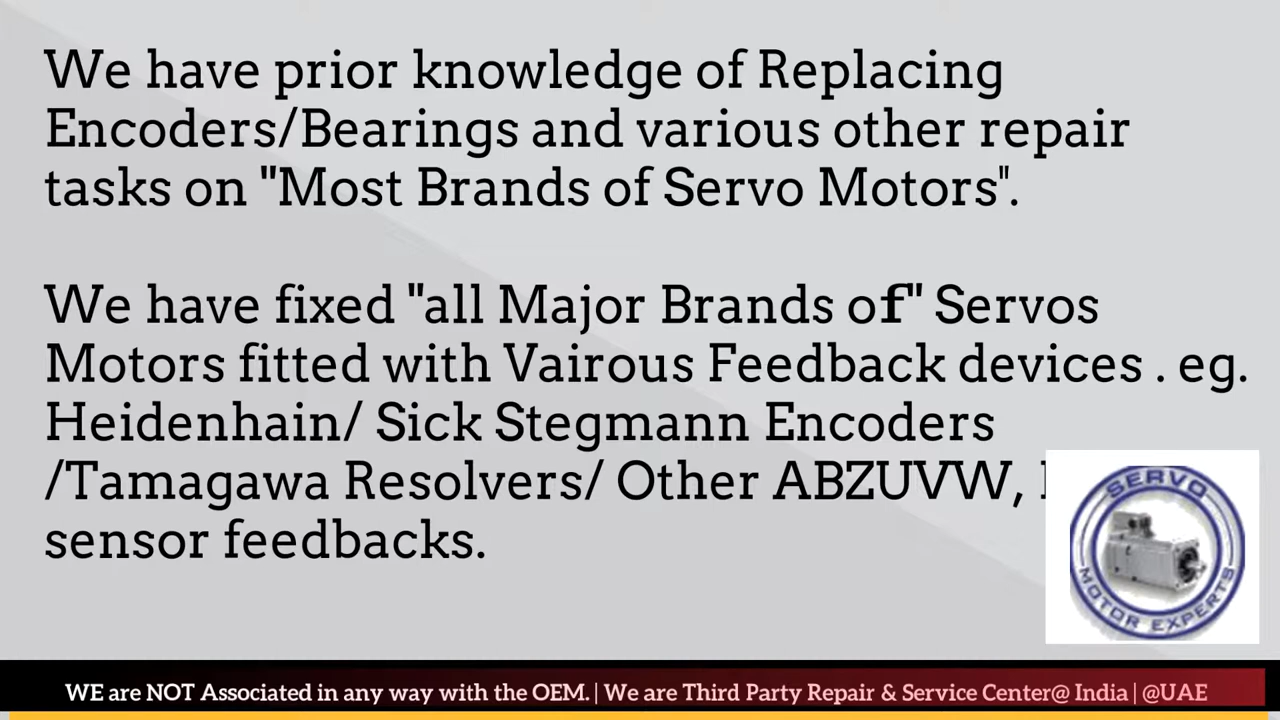 We have prior knowledge of Replacing
Encoders/Bearings and various other repair
tasks on "Most Brands of Servo Motors".
We have fixed "all Major Brands of" Servos
Motors fitted with Vairous Feedback devices . eg.
Heidenhain/ Sick Stegmann Encoders
/Tamagawa Resolvers/ Other ABZUVW,
sensor feedbacks.
SERVO
MOTOR EXPERTS
WE are NOT Associated in any way with the OEM. | We are Third Party Repair & Service Center@ India | @UAE